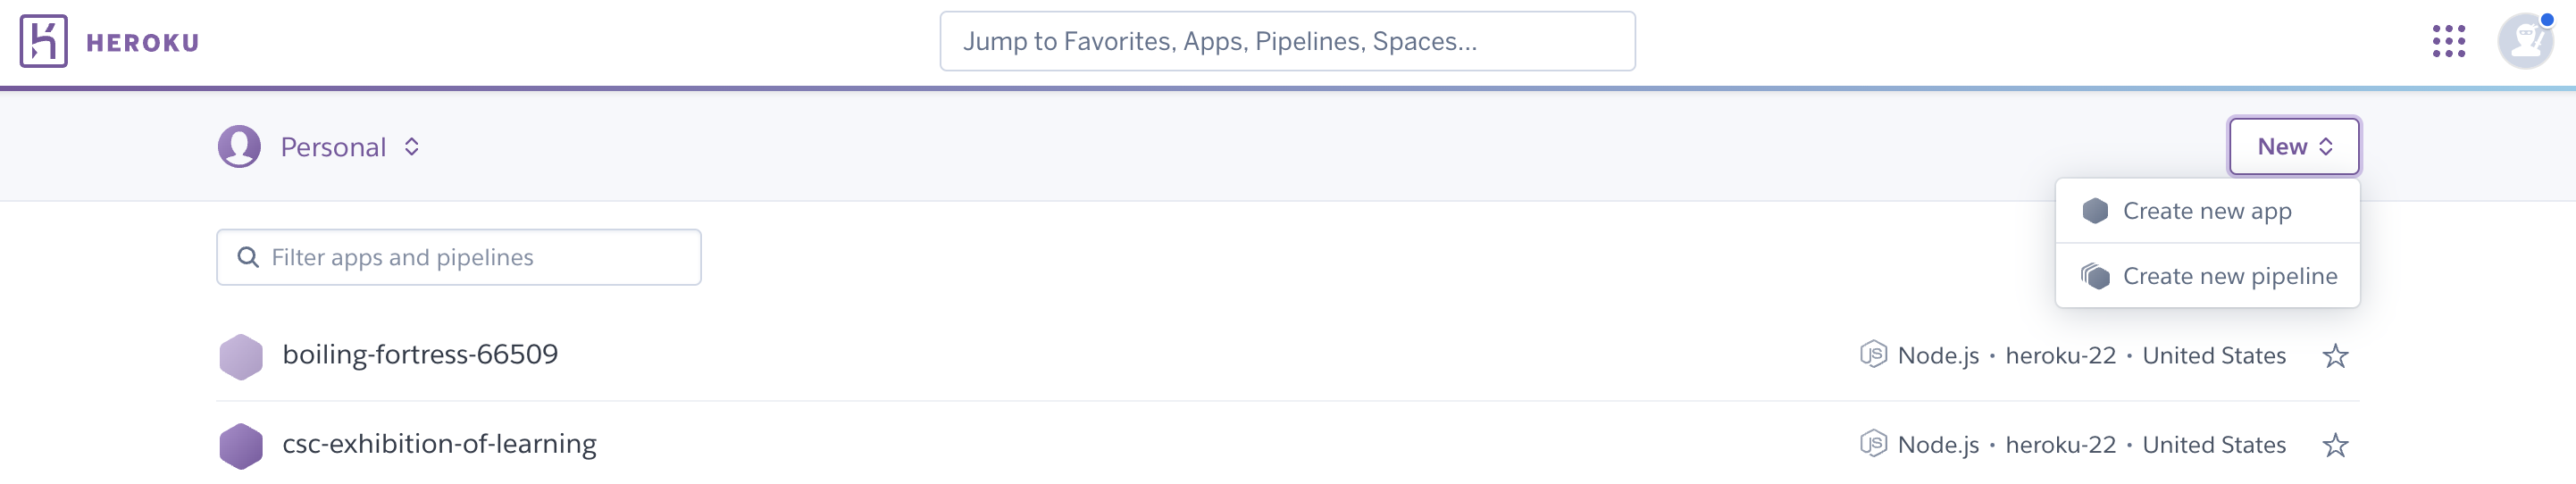 HEROKU
Jump to Favorites, Apps, Pipelines, Spaces...
Personal
New
Create new app
Create new pipeline
Filter apps and pipelines
boiling-fortress-66509
Node.js • heroku-22 • United States
csc-exhibition-of-learning
Node.js • heroku-22 • United States